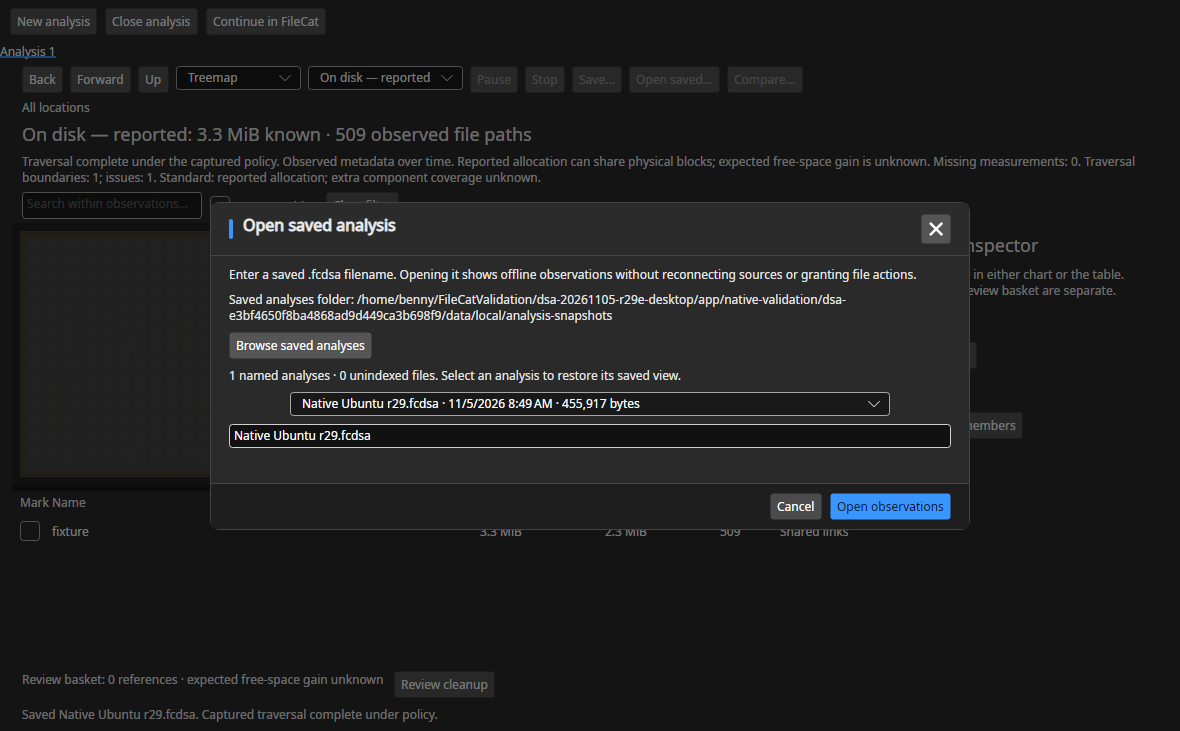 New analysis Close analysis Continue in FileCat
Analysis 1
Back Forward Up Treemap On disk — reported Pause Stop Save... Open saved... Compare...
All locations
On disk — reported: 3.3 MiB known · 509 observed file paths
Traversal complete under the captured policy. Observed metadata over time. Reported allocation can share physical blocks; expected free-space gain is unknown. Missing measurements: 0. Traversal
boundaries: 1; issues: 1. Standard: reported allocation; extra component coverage unknown.
Search within observations...
Open saved analysis
nspector
Enter a saved .fcdsa filename. Opening it shows offline observations without reconnecting sources or granting file actions.
in either chart or the table.
eview basket are separate.
Saved analyses folder: /home/benny/FileCatValidation/dsa-20261105-r29e-desktop/app/native-validation/dsa-
e3bf4650f8ba4868ad9d449ca3b698f9/data/local/analysis-snapshots
Browse saved analyses
1 named analyses · 0 unindexed files. Select an analysis to restore its saved view.
Native Ubuntu r29.fcdsa · 11/5/2026 8:49 AM · 455,917 bytes
Native Ubuntu r29.fcdsa
embers
Cancel Open observations
Mark Name
fixture 3.3 MiB 2.3 MiB 509 Shared links
Review basket: 0 references · expected free-space gain unknown Review cleanup
Saved Native Ubuntu r29.fcdsa. Captured traversal complete under policy.